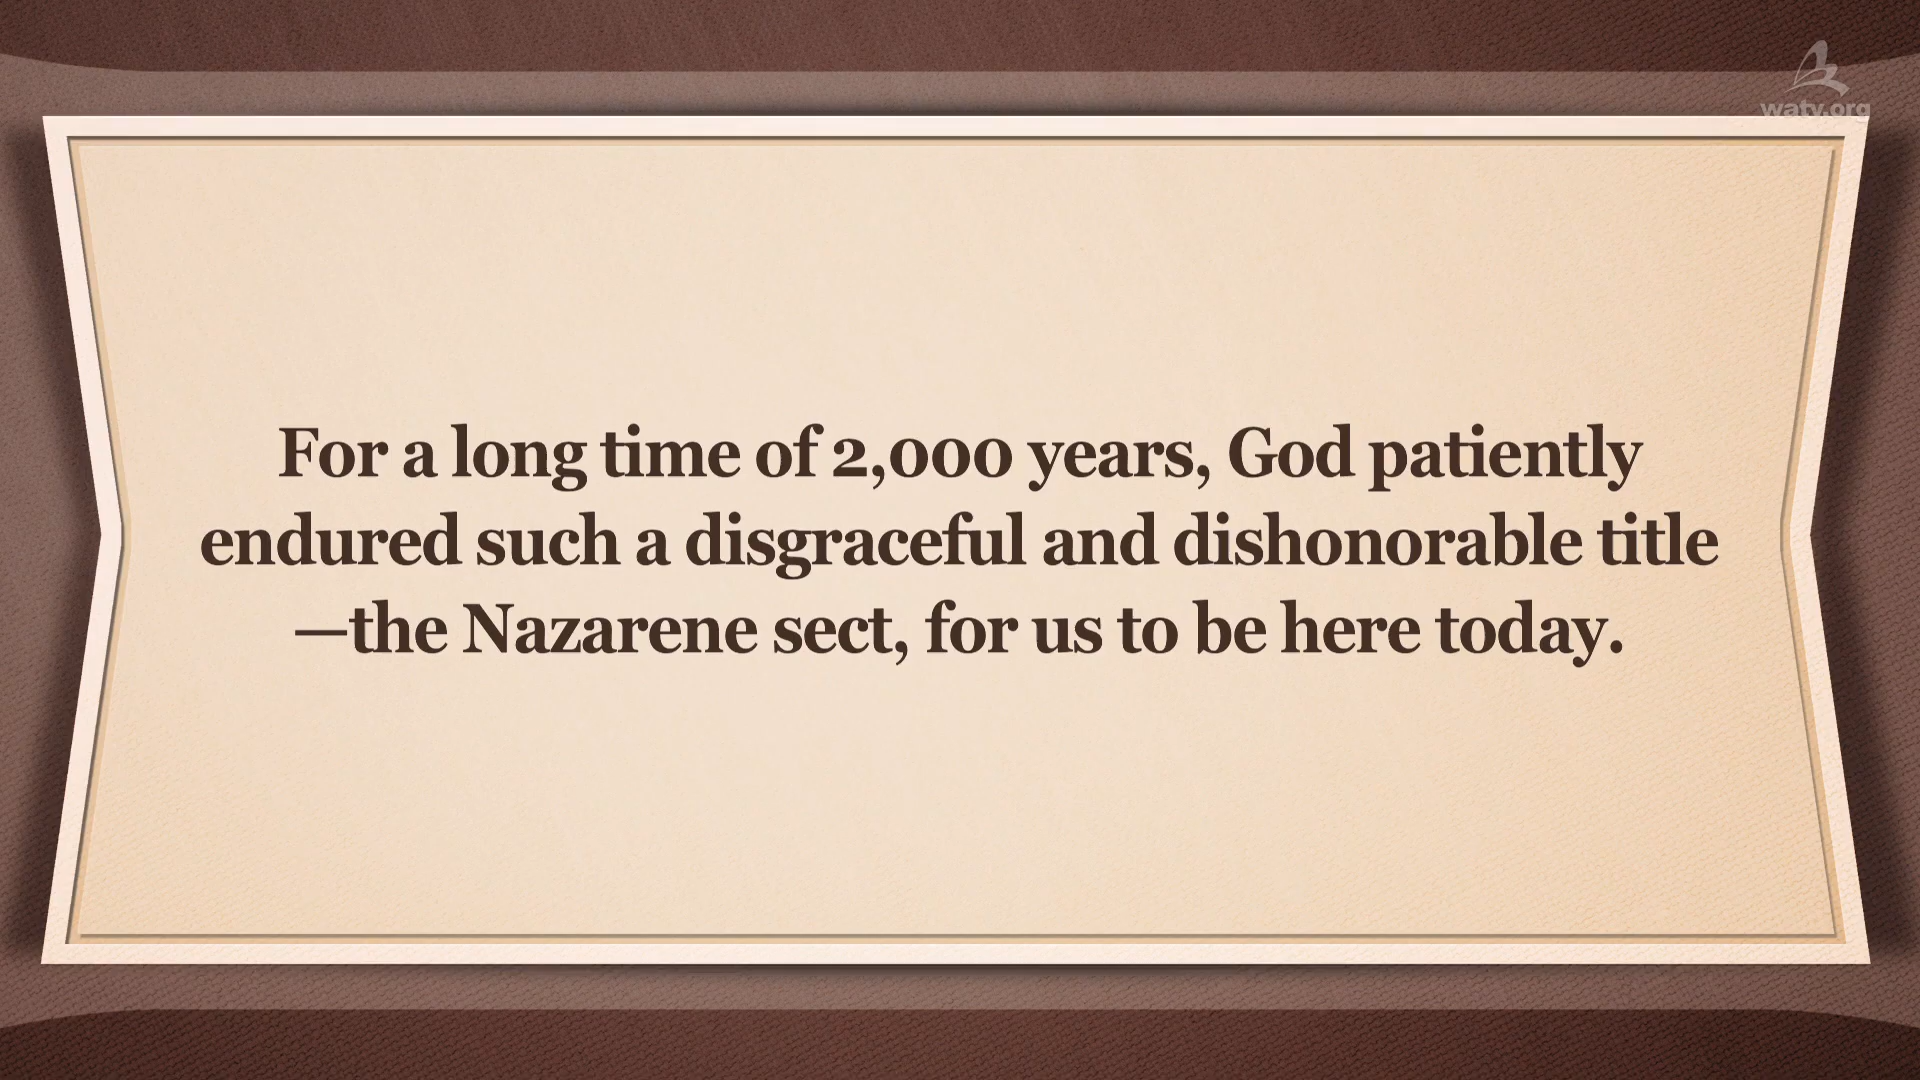 watv.org
For a long time of 2,000 years, God patiently
endured such a disgraceful and dishonorable title
—the Nazarene sect, for us to be here today.